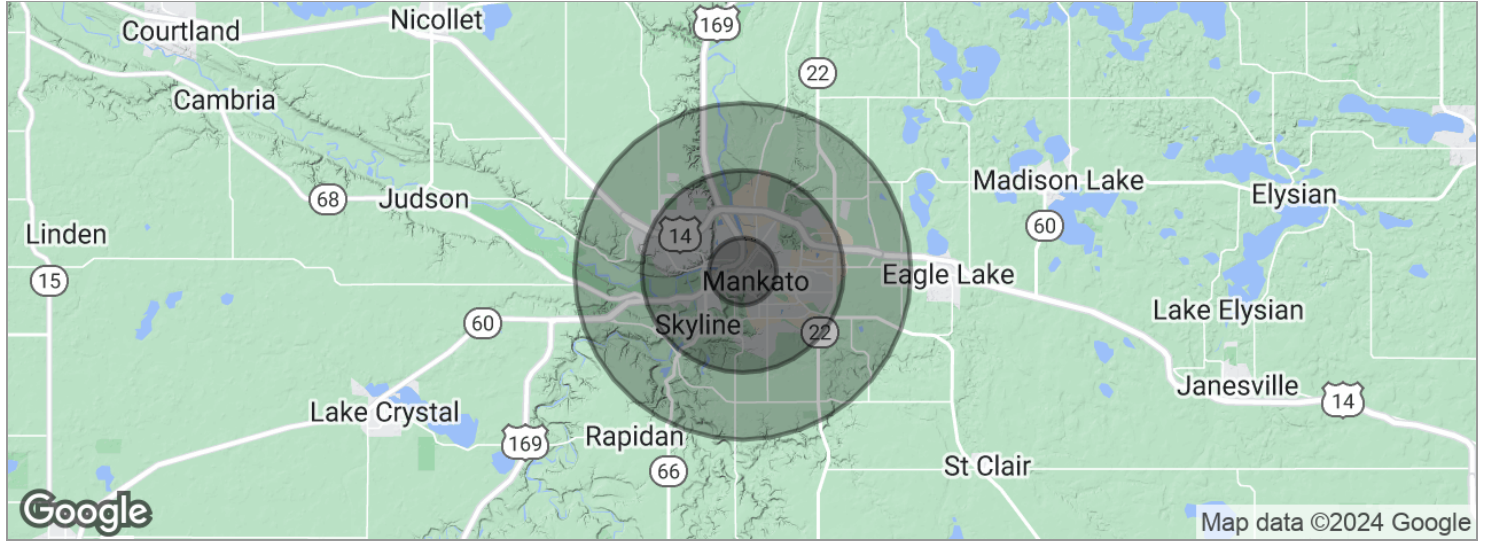 Nicollet
Courtland
169
22
Cambria
Madison Lake
Elysian
68
Judson
60
Linden
14
15
Mankato
Eagle Lake
Lake Elysian
60
Skyline
22
Janesville
14
Lake Crystal
Rapidan
169
66
St Clair
Google
Map data ©2024 Google